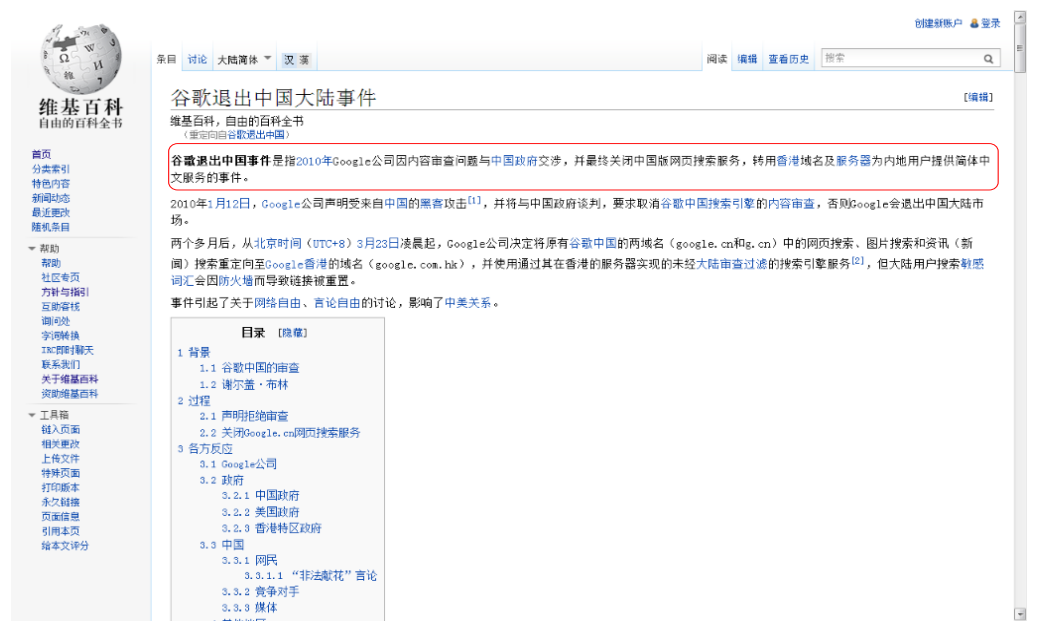 创建新账户 登录
维基百科
自由的百科全书
条目 讨论 大陆简体 汉 漢 阅读 编辑 查看历史 搜索
谷歌退出中国大陆事件 [编辑]
维基百科，自由的百科全书
（重定向自谷歌退出中国）
谷歌退出中国事件是指2010年Google公司因内容审查问题与中国政府交涉，并最终关闭中国版网页搜索服务，转用香港域名及服务器为内地用户提供简体中
文服务的事件。
2010年1月12日，Google公司声明受来自中国的黑客攻击[1]，并将与中国政府谈判，要求取消谷歌中国搜索引擎的内容审查，否则Google会退出中国大陆市
场。
两个多月后，从北京时间（UTC+8）3月23日凌晨起，Google公司决定将原有谷歌中国的两域名（google.cn和g.cn）中的网页搜索、图片搜索和资讯（新
闻）搜索重定向至Google香港的域名（google.com.hk），并使用通过其在香港的服务器实现的未经大陆审查过滤的搜索引擎服务[2]，但大陆用户搜索敏感
词汇会因防火墙而导致链接被重置。
事件引起了关于网络自由、言论自由的讨论，影响了中美关系。
首页
分类索引
特色内容
新闻动态
最近更改
随机条目
帮助
帮助
社区专页
方针与指引
互助客栈
询问处
字词转换
IRC即时聊天
联系我们
关于维基百科
资助维基百科
工具箱
链入页面
相关更改
上传文件
特殊页面
打印版本
永久链接
页面信息
引用本页
给本文评分
目录 [隐藏]
1 背景
1.1 谷歌中国的审查
1.2 谢尔盖·布林
2 过程
2.1 声明拒绝审查
2.2 关闭Google.cn网页搜索服务
3 各方反应
3.1 Google公司
3.2 政府
3.2.1 中国政府
3.2.2 美国政府
3.2.3 香港特区政府
3.3 中国
3.3.1 网民
3.3.1.1 “非法献花”言论
3.3.2 竞争对手
3.3.3 媒体